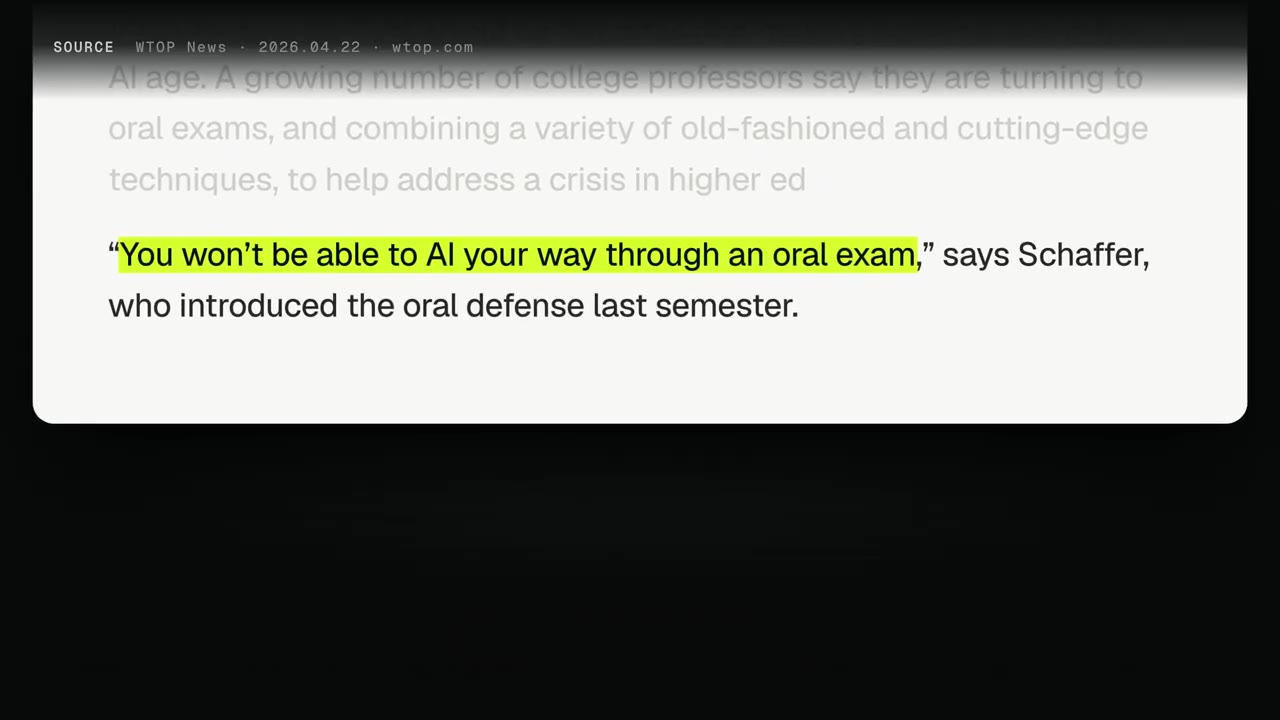 SOURCE WTOP News · 2026.04.22 · wtop.com
AI age. A growing number of college professors say they are turning to
oral exams, and combining a variety of old-fashioned and cutting-edge
techniques, to help address a crisis in higher ed
“You won’t be able to AI your way through an oral exam,” says Schaffer,
who introduced the oral defense last semester.